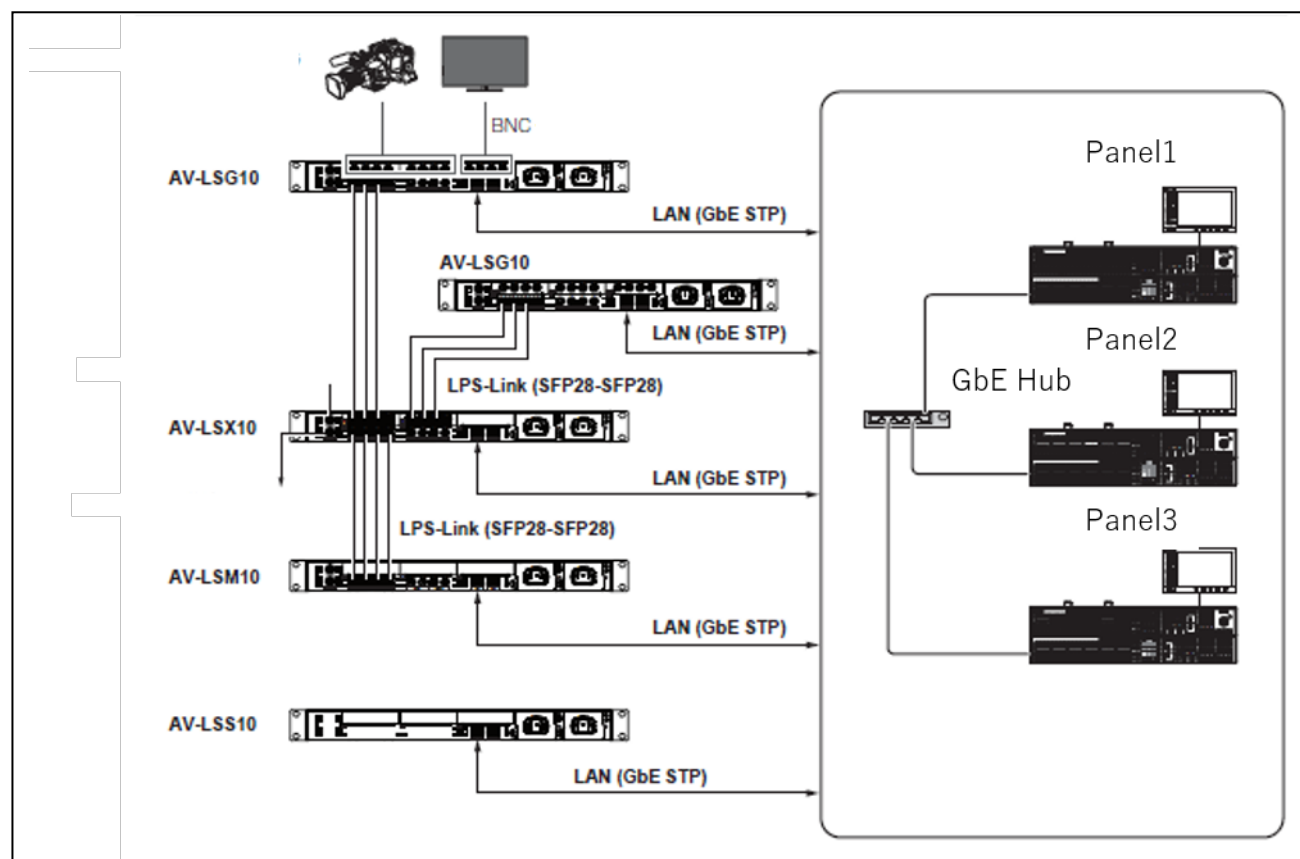 BNC
AV-LSG10
Panel1
LAN (GbE STP)
AV-LSG10
LAN (GbE STP)
Panel2
GbE Hub
LPS-Link (SFP28-SFP28)
AV-LSX10
LAN (GbE STP)
Panel3
LPS-Link (SFP28-SFP28)
AV-LSM10
LAN (GbE STP)
AV-LSS10
LAN (GbE STP)